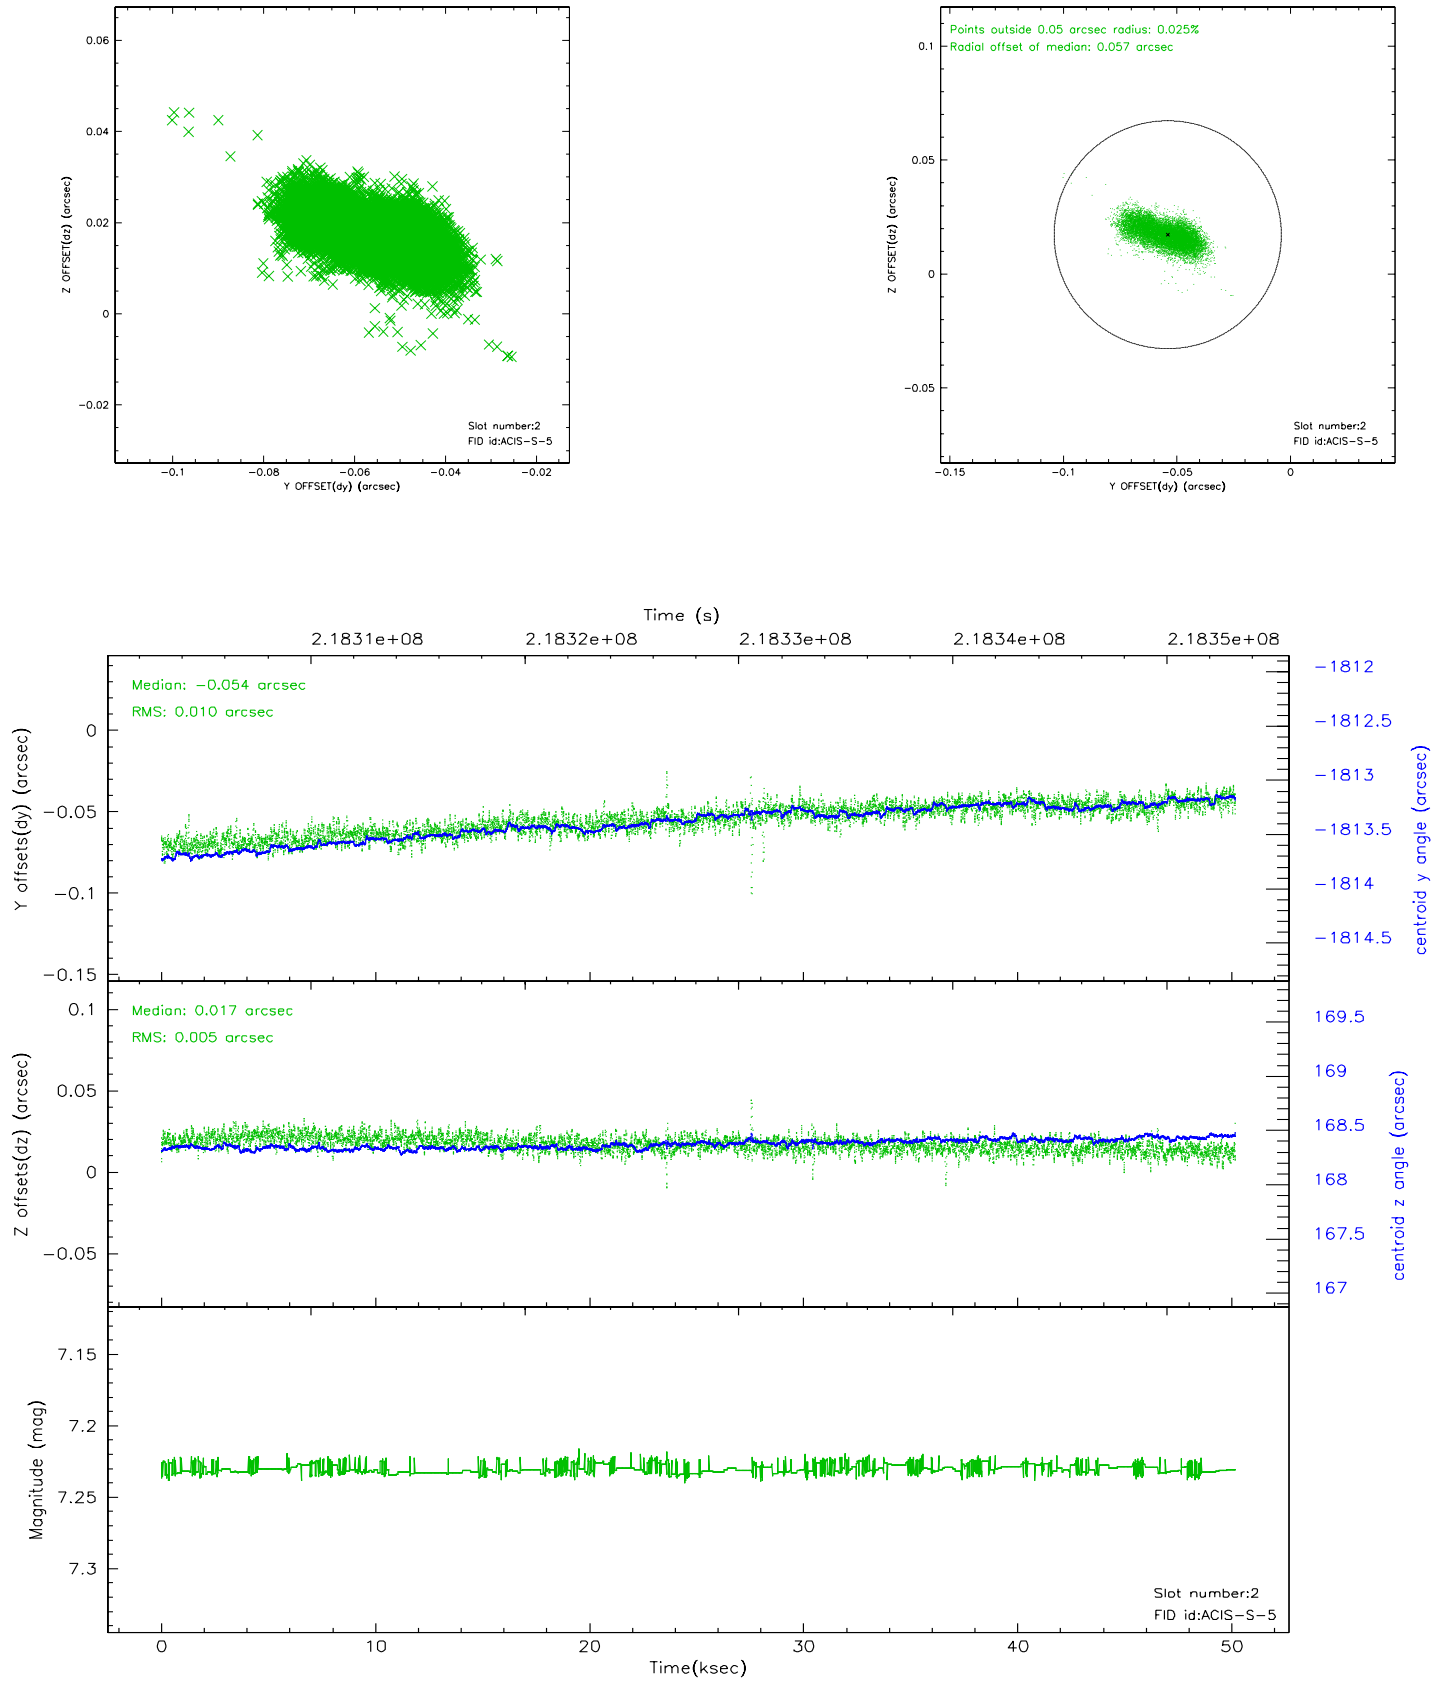 0.06
0.04
0.02
0
−0.02
Z OFFSET(dz) (arcsec)
−0.1
−0.08
−0.06
−0.04
−0.02
Y OFFSET(dy) (arcsec)
Slot number:2
FID id:ACIS−S−5
Points outside 0.05 arcsec radius: 0.025%
Radial offset of median: 0.057 arcsec
0.1
0.05
0
−0.05
Z OFFSET(dz) (arcsec)
−0.15
−0.1
−0.05
0
Y OFFSET(dy) (arcsec)
Slot number:2
FID id:ACIS−S−5
Time (s)
2.1831e+08
2.1832e+08
2.1833e+08
2.1834e+08
2.1835e+08
Median: −0.054 arcsec
RMS: 0.010 arcsec
0
−0.05
−0.1
−0.15
Y offsets(dy) (arcsec)
−1812
−1812.5
−1813
−1813.5
−1814
−1814.5
centroid y angle (arcsec)
Median: 0.017 arcsec
RMS: 0.005 arcsec
0.1
0.05
0
−0.05
Z offsets(dz) (arcsec)
169.5
169
168.5
168
167.5
167
centroid z angle (arcsec)
7.15
7.2
7.25
7.3
Magnitude (mag)
Slot number:2
FID id:ACIS−S−5
0
10
20
30
40
50
Time(ksec)